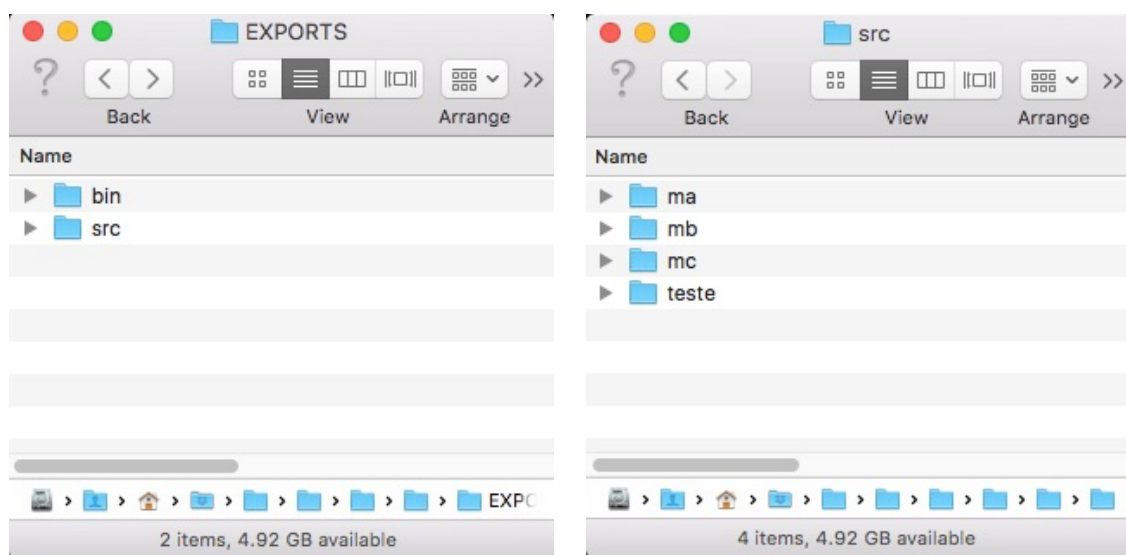 EXPORTS
Back View Arrange
Name
bin
src
EXPO
2 items, 4.92 GB available
src
Back View Arrange
Name
ma
mb
mc
teste
4 items, 4.92 GB available